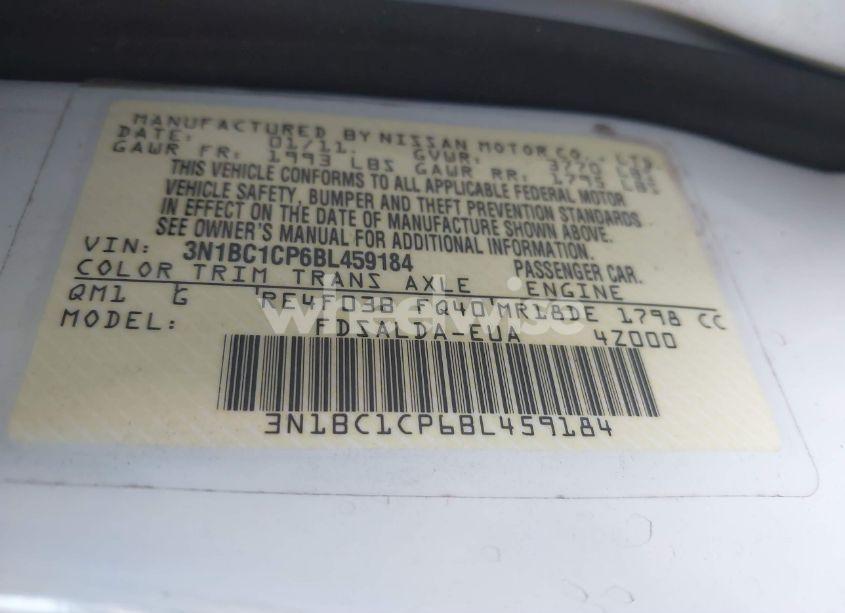 MANUFACTURED BY NISSAN MOTOR CO., LTD.
DATE: 01/11. GVWR: 3770 LBS
GAWR FR: 1993 LBS GAWR RR: 1795 LBS
THIS VEHICLE CONFORMS TO ALL APPLICABLE FEDERAL MOTOR
VEHICLE SAFETY, BUMPER AND THEFT PREVENTION STANDARDS
IN EFFECT ON THE DATE OF MANUFACTURE SHOWN ABOVE.
SEE OWNER'S MANUAL FOR ADDITIONAL INFORMATION.
VIN: 3N1BC1CP6BL459184 PASSENGER CAR.
COLOR TRIM TRANS AXLE ENGINE
QM1 G RE4F03B FQ40 MR18DE 1798 CC
MODEL: FDSALDA-EUA 4Z000
wheelwise
3N1BC1CP6BL459184